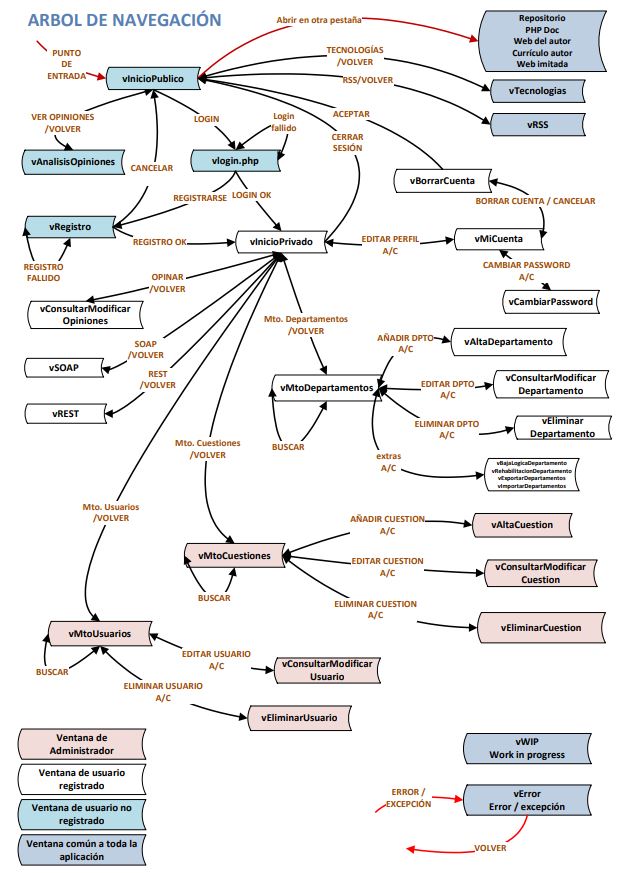 ARBOL DE NAVEGACIÓN
Abrir en otra pestaña
Repositorio
PHP Doc
Web del autor
Currículo autor
Web imitada
PUNTO
DE
ENTRADA
vInicioPublico
TECNOLOGÍAS
/VOLVER
RSS/VOLVER
vTecnologias
vRSS
VER OPINIONES
/VOLVER
LOGIN
Login
fallido
ACEPTAR
CERRAR
SESIÓN
vAnalisisOpiniones
CANCELAR
vlogin.php
vBorrarCuenta
REGISTRARSE
LOGIN OK
BORRAR CUENTA / CANCELAR
vRegistro
REGISTRO OK
vInicioPrivado
EDITAR PERFIL
A/C
vMiCuenta
REGISTRO
FALLIDO
OPINAR
/VOLVER
CAMBIAR PASSWORD
A/C
vCambiarPassword
vConsultarModificar
Opiniones
Mto. Departamentos
/VOLVER
SOAP
/VOLVER
AÑADIR DPTO
A/C
vAltaDepartamento
vSOAP
REST
/VOLVER
vMtoDepartamentos
EDITAR DPTO
A/C
vConsultarModificar
Departamento
vREST
ELIMINAR DPTO
A/C
vEliminar
Departamento
Mto. Cuestiones
/VOLVER
BUSCAR
extras
A/C
vBajaLogicaDepartamento
vRehabilitacionDepartamento
vExportarDepartamentos
vImportarDepartamentos
Mto. Usuarios
/VOLVER
AÑADIR CUESTION
A/C
vAltaCuestion
vMtoCuestiones
EDITAR CUESTION
A/C
vConsultarModificar
Cuestion
BUSCAR
ELIMINAR CUESTION
A/C
vEliminarCuestion
vMtoUsuarios
EDITAR USUARIO
A/C
vConsultarModificar
Usuario
BUSCAR
ELIMINAR USUARIO
A/C
vEliminarUsuario
Ventana de
Administrador
vWIP
Work in progress
Ventana de usuario
registrado
ERROR /
EXCEPCIÓN
vError
Error / excepción
Ventana de usuario no
registrado
Ventana común a toda la
aplicación
VOLVER